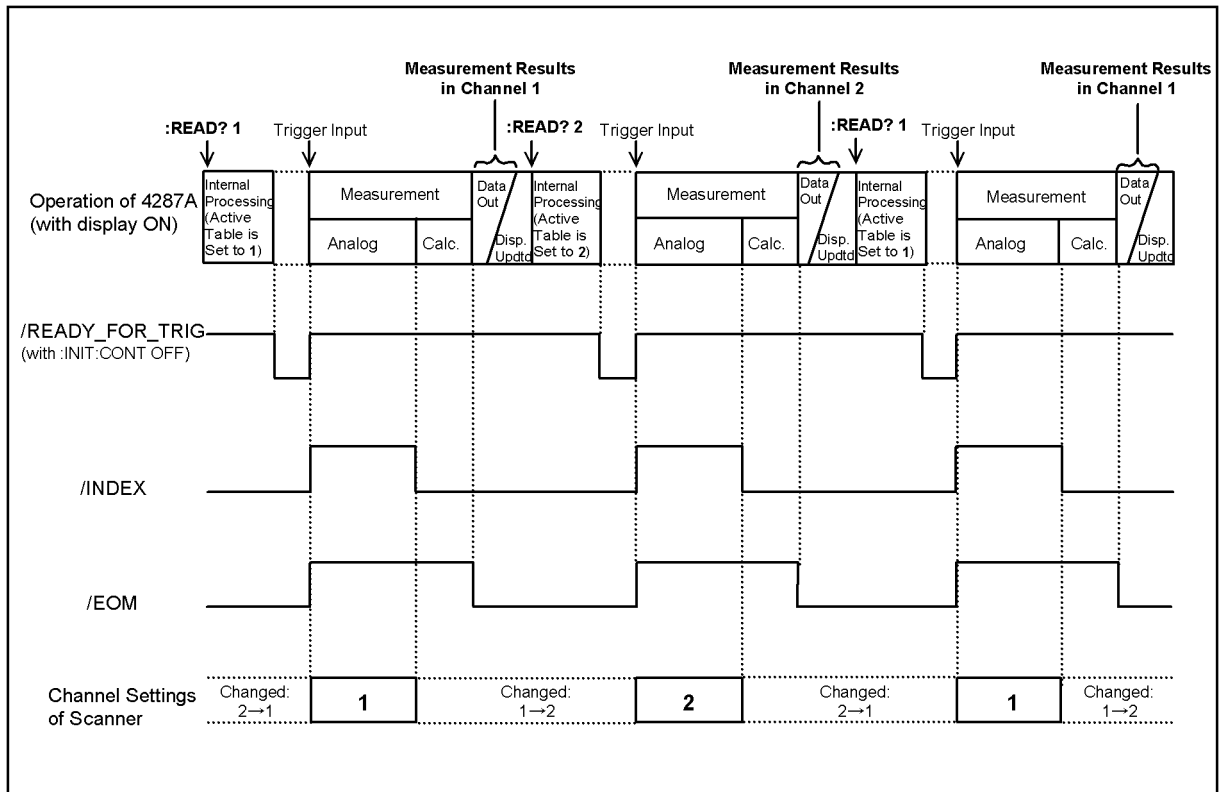 Measurement Results
in Channel 1
Measurement Results
in Channel 2
Measurement Results
in Channel 1
:READ? 1
Trigger Input
:READ? 2
Trigger Input
:READ? 1
Trigger Input
Operation of 4287A
(with display ON)
Internal
Processing
(Active
Table is
Set to 1)
Measurement
Analog
Calc.
Data
Out
Disp.
Updtd
Internal
Processing
(Active
Table is
Set to 2)
Measurement
Analog
Calc.
Data
Out
Disp.
Updtd
Internal
Processing
(Active
Table is
Set to 1)
Measurement
Analog
Calc.
Data
Out
Disp.
Updtd
/READY_FOR_TRIG
(with :INIT:CONT OFF)
/INDEX
/EOM
Channel Settings
of Scanner
Changed:
2→1
1
Changed:
1→2
2
Changed:
2→1
1
Changed:
1→2